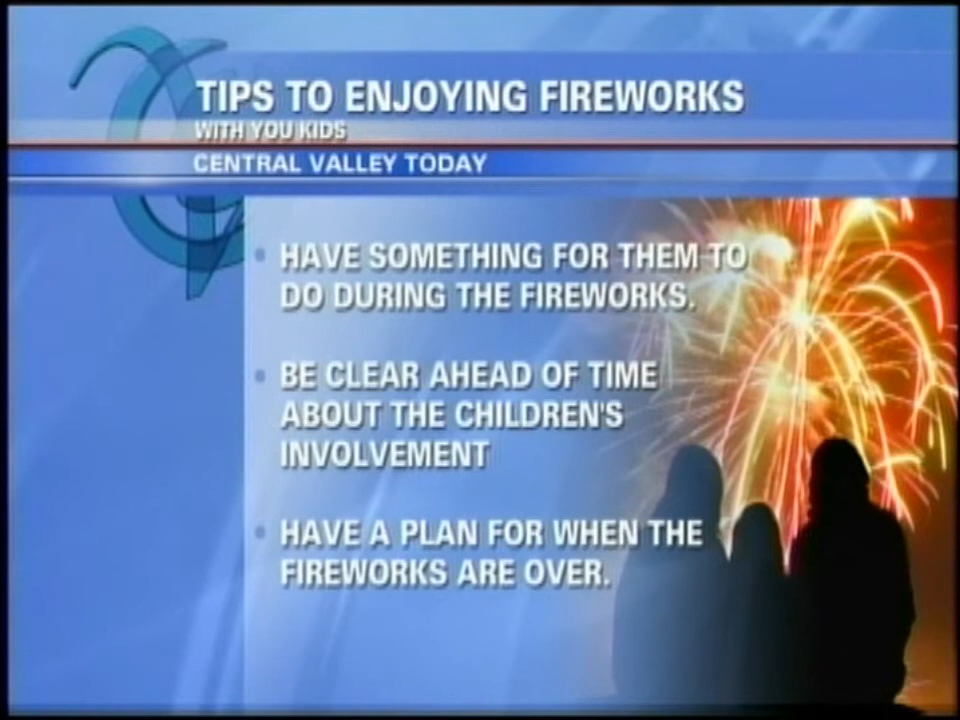 TIPS TO ENJOYING FIREWORKS
WITH YOU KIDS
CENTRAL VALLEY TODAY
• HAVE SOMETHING FOR THEM TO
DO DURING THE FIREWORKS.
• BE CLEAR AHEAD OF TIME
ABOUT THE CHILDREN'S
INVOLVEMENT
• HAVE A PLAN FOR WHEN THE
FIREWORKS ARE OVER.